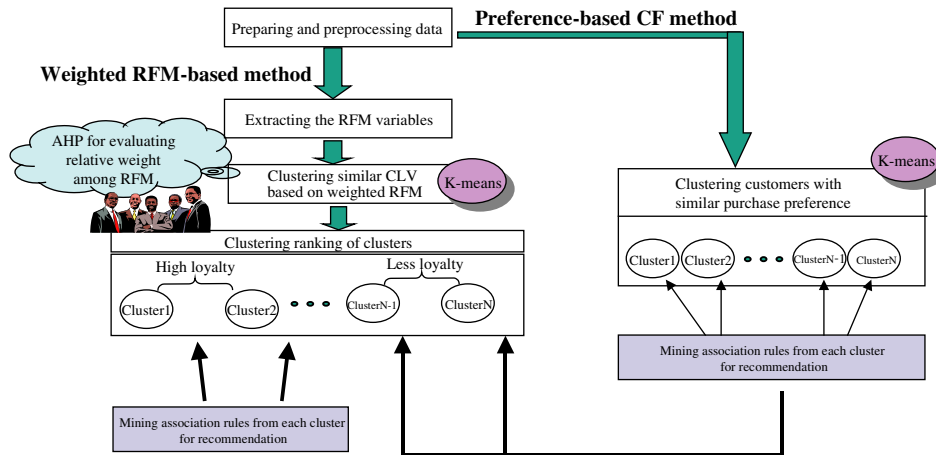 Preference-based CF method
Preparing and preprocessing data
Weighted RFM-based method
Extracting the RFM variables
AHP for evaluating
relative weight
among RFM
Clustering similar CLV
based on weighted RFM
K-means
K-means
Clustering customers with
similar purchase preference
Clustering ranking of clusters
High loyalty
Less loyalty
Cluster1
Cluster2
ClusterN-1
ClusterN
Cluster1
Cluster2
ClusterN-1
ClusterN
Mining association rules from each cluster
for recommendation
Mining association rules from each cluster
for recommendation